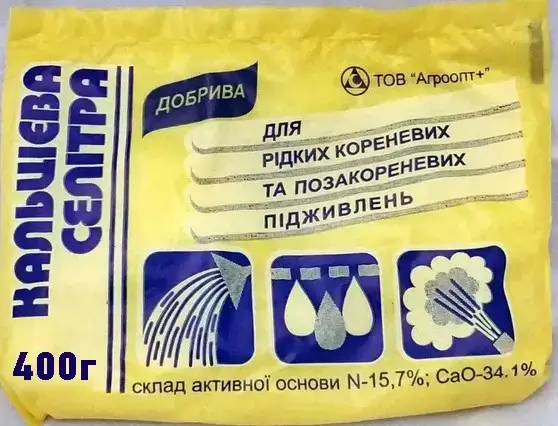 КАЛЬЦІЄВА
СЕЛІТРА
ДОБРИВА
ТОВ "Агроопт+"
ДЛЯ
РІДКИХ КОРЕНЕВИХ
ТА ПОЗАКОРЕНЕВИХ
ПІДЖИВЛЕНЬ
400г
склад активної основи N-15,7%; CaO-34.1%